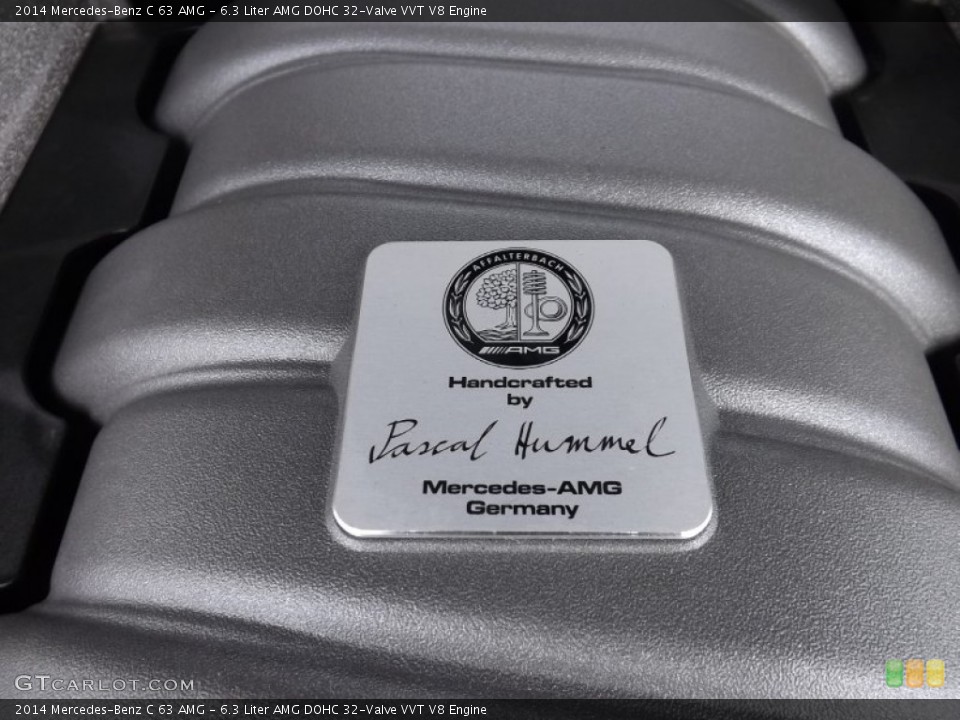 2014 Mercedes-Benz C 63 AMG - 6.3 Liter AMG DOHC 32-Valve VVT V8 Engine
AFFALTERBACH
AMG
Handcrafted
by
Pascal Hummel
Mercedes-AMG
Germany
GTCARLOT.COM
2014 Mercedes-Benz C 63 AMG - 6.3 Liter AMG DOHC 32-Valve VVT V8 Engine